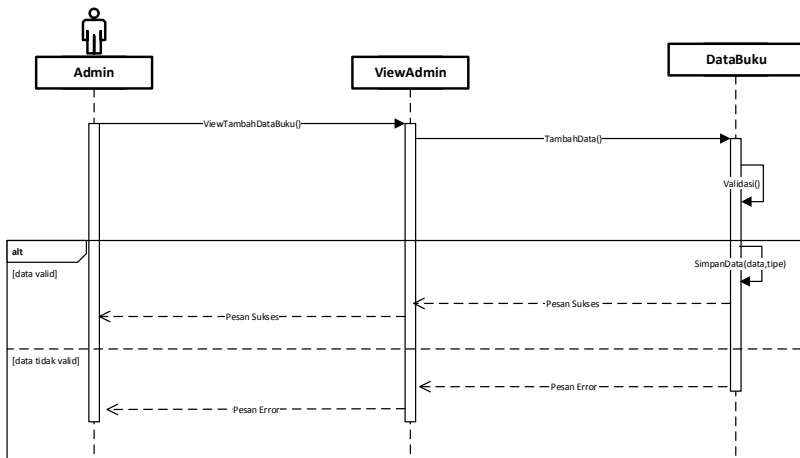 Admin
ViewAdmin
DataBuku
ViewTambahDataBuku()
TambahData()
Validasi()
alt
[data valid]
SimpanData(data,tipe)
Pesan Sukses
Pesan Sukses
[data tidak valid]
Pesan Error
Pesan Error